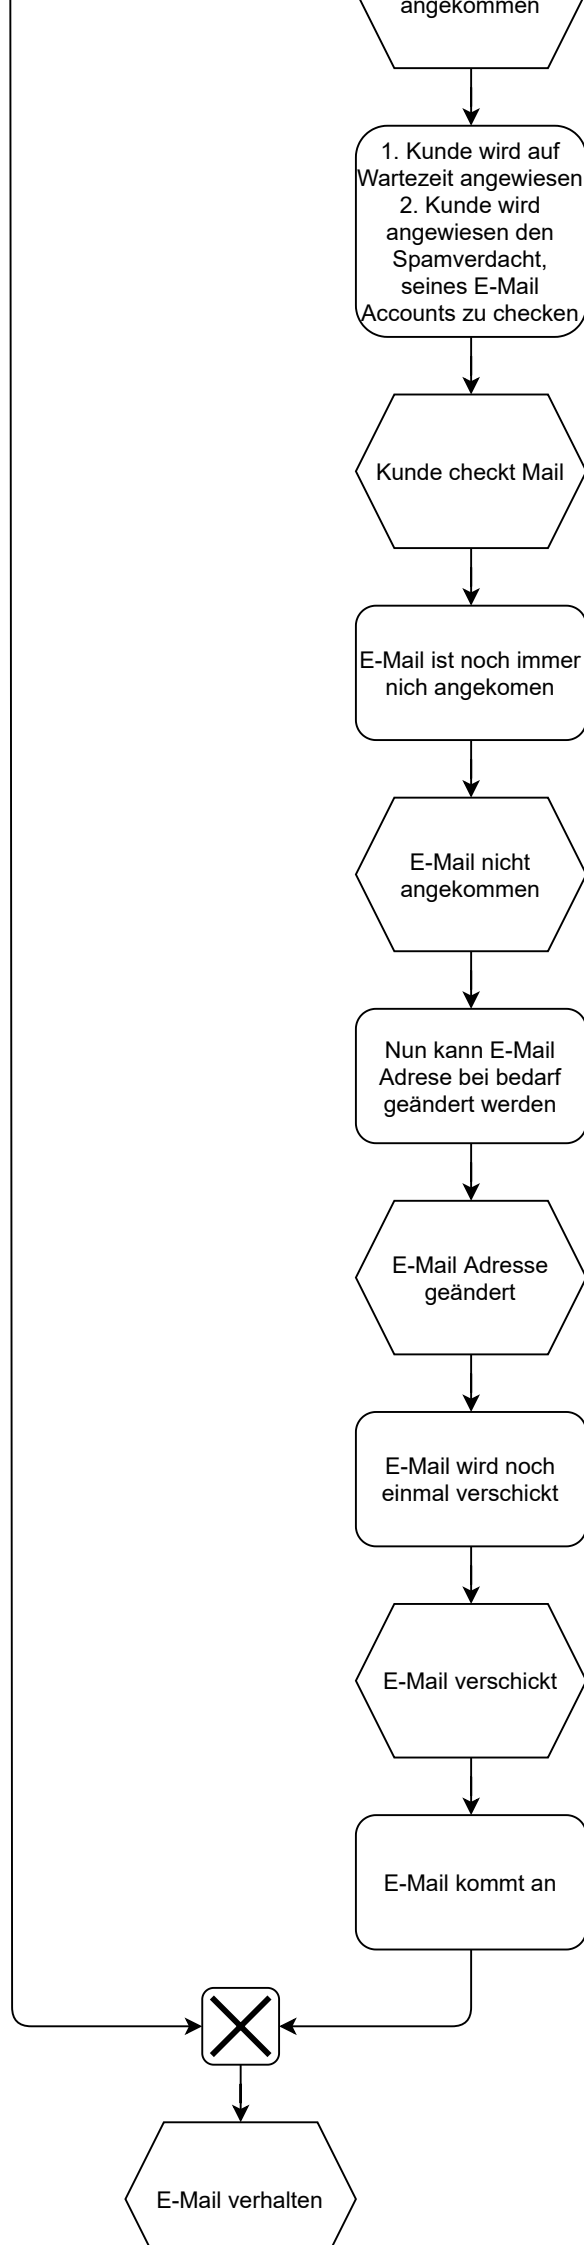 angekommen
1. Kunde wird auf
Wartezeit angewiesen
2. Kunde wird
angewiesen den
Spamverdacht,
seines E-Mail
Accounts zu checken
Kunde checkt Mail
E-Mail ist noch immer
nich angekomen
E-Mail nicht
angekommen
Nun kann E-Mail
Adrese bei bedarf
geändert werden
E-Mail Adresse
geändert
E-Mail wird noch
einmal verschickt
E-Mail verschickt
E-Mail kommt an
E-Mail verhalten